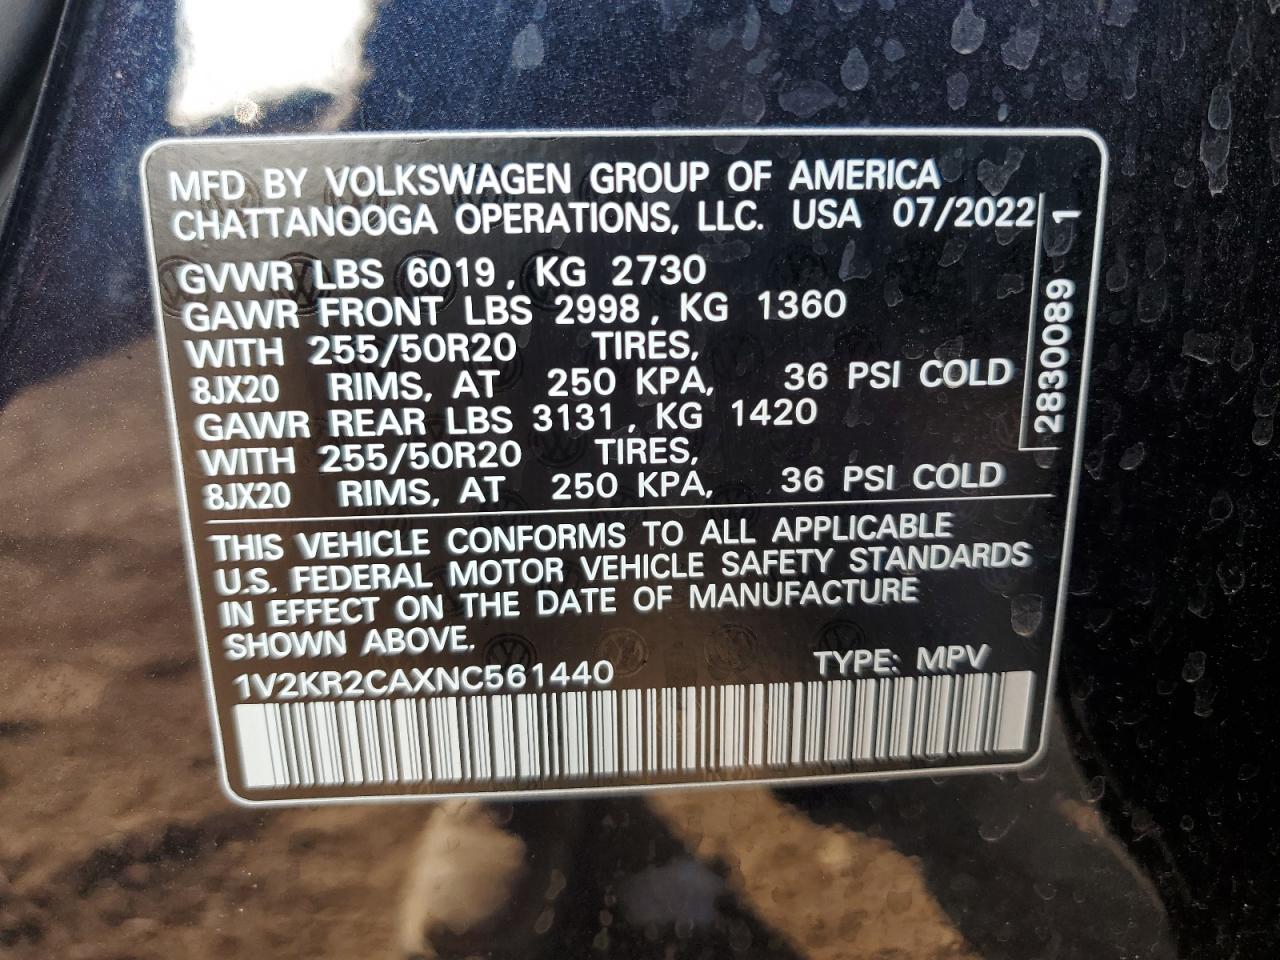 MFD BY VOLKSWAGEN GROUP OF AMERICA
CHATTANOOGA OPERATIONS, LLC. USA 07/2022
GVWR LBS 6019, KG 2730
GAWR FRONT LBS 2998, KG 1360
WITH 255/50R20 TIRES,
8JX20 RIMS, AT 250 KPA, 36 PSI COLD
GAWR REAR LBS 3131, KG 1420
WITH 255/50R20 TIRES,
8JX20 RIMS, AT 250 KPA, 36 PSI COLD
2830089 1
THIS VEHICLE CONFORMS TO ALL APPLICABLE
U.S. FEDERAL MOTOR VEHICLE SAFETY STANDARDS
IN EFFECT ON THE DATE OF MANUFACTURE
SHOWN ABOVE.
1V2KR2CAXNC561440 TYPE: MPV